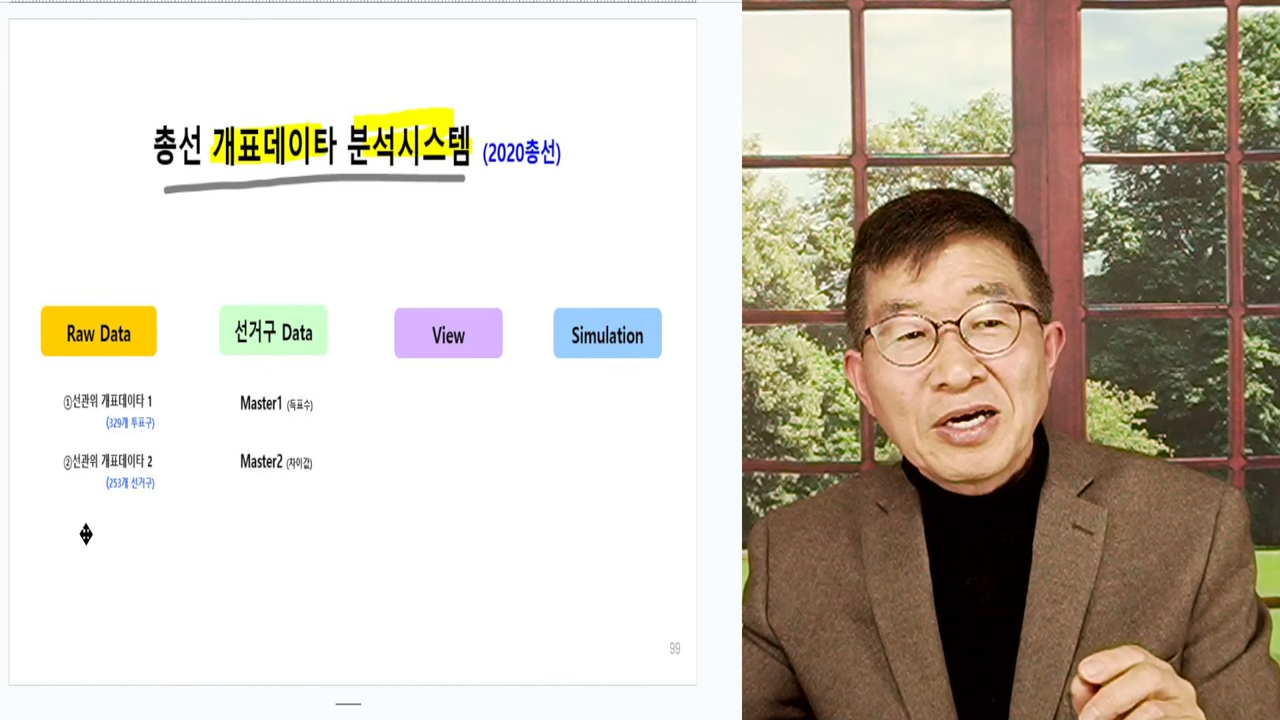 총선 개표데이타 분석시스템 (2020총선)
Raw Data
선거구 Data
View
Simulation
①선관위 개표데이타 1
(329개 투표구)
②선관위 개표데이타 2
(253개 선거구)
Master1 (득표수)
Master2 (차이값)
99